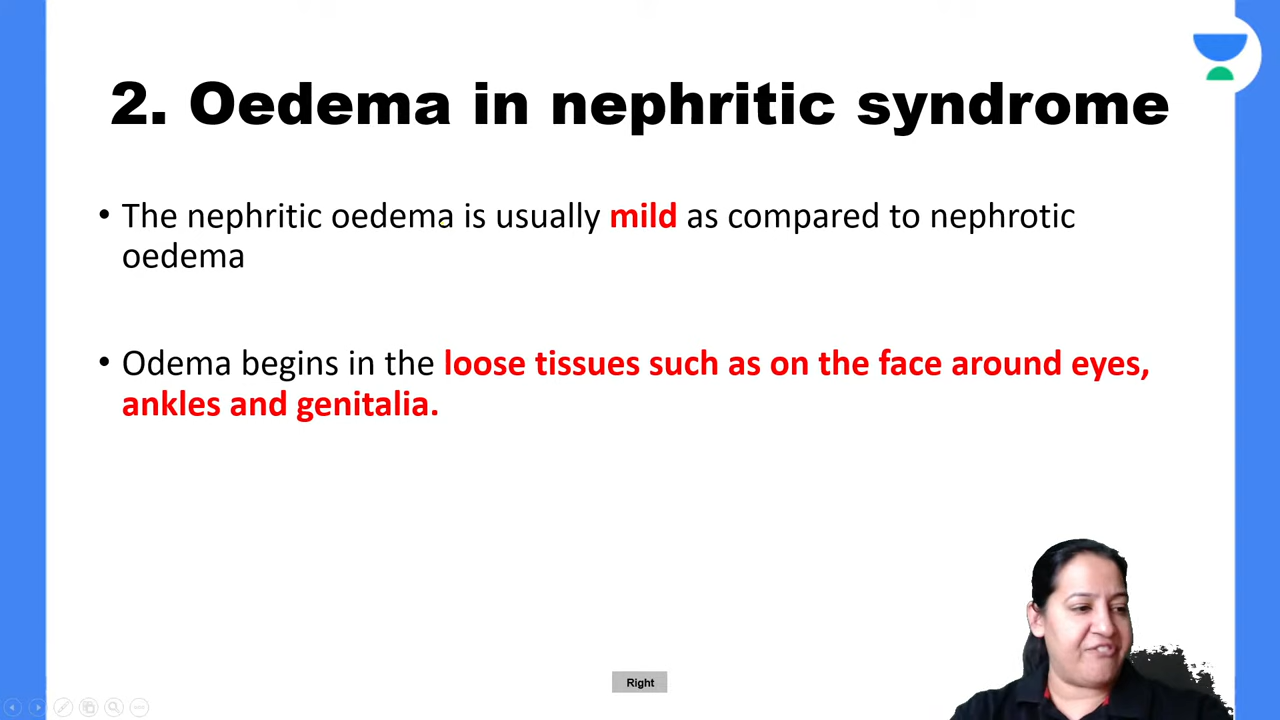 2. Oedema in nephritic syndrome
• The nephritic oedema is usually mild as compared to nephrotic
oedema
• Odema begins in the loose tissues such as on the face around eyes,
ankles and genitalia.
Right